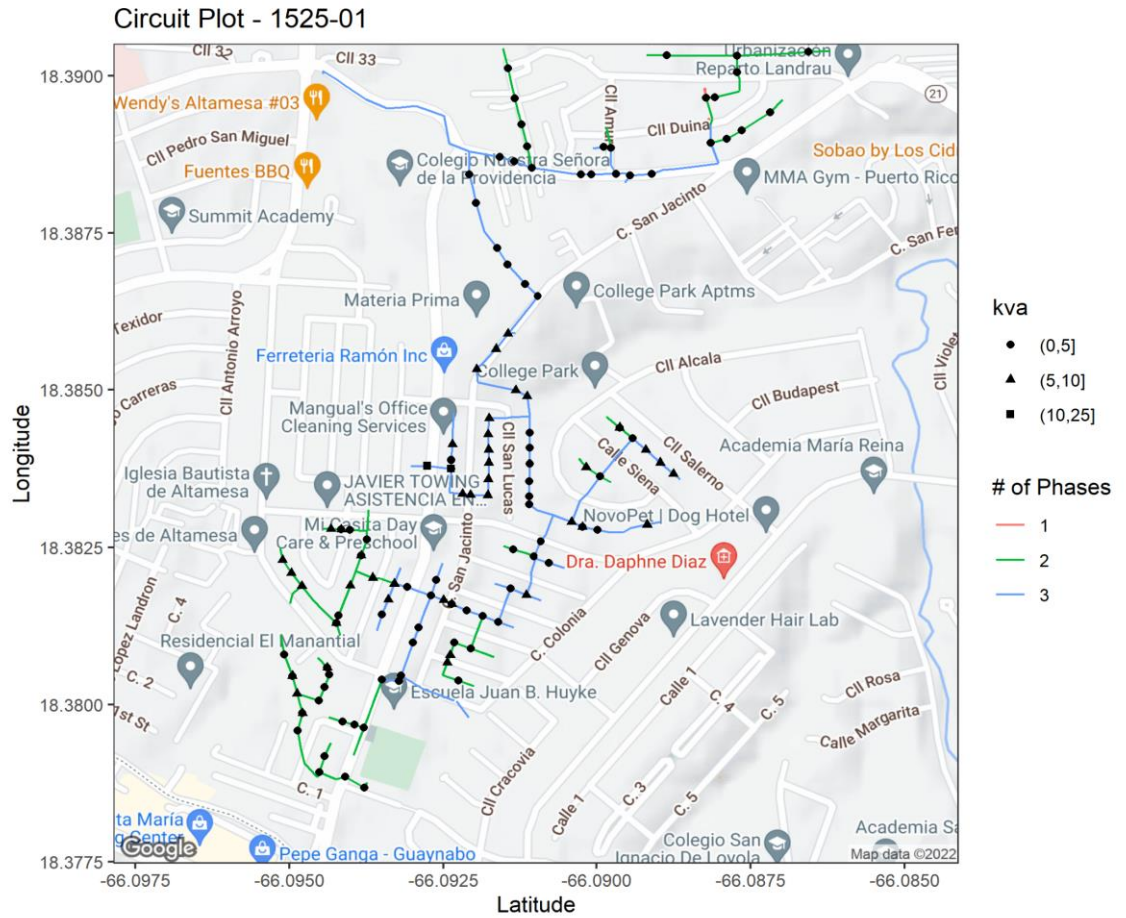 Circuit Plot - 1525-01
Cll 32
Cll 33
Urbanización
Reparto Landrau
Wendy's Altamesa #03
Cll Amur
21
Cll Pedro San Miguel
Cll Duina
Fuentes BBQ
Colegio Nuestra Señora
de la Providencia
Sobao by Los Cid
MMA Gym - Puerto Rico
Summit Academy
C. San Jacinto
C. San Fer
Materia Prima
College Park Aptms
Texidor
Cll Antonio Arroyo
Ferreteria Ramón Inc
College Park
Cll Alcala
Cll Violet
Carreras
Cll Budapest
Mangual's Office
Cleaning Services
Cll San Lucas
Cll Salerno
Academia María Reina
Calle Siena
Iglesia Bautista
de Altamesa
JAVIER TOWING
ASISTENCIA EN...
NovoPet | Dog Hotel
es de Altamesa
Mi Casita Day
Care & Preschool
C. San Jacinto
Dra. Daphne Diaz
Lopez Landron
C. 4
C. Colonia
Cll Genova
Lavender Hair Lab
Residencial El Manantial
C. 2
Calle 1
C. 4
C. 5
Cll Rosa
Escuela Juan B. Huyke
1st St
Calle Margarita
Cll Cracovia
C. 1
Calle 1
C. 3
C. 5
ta María
g Center
Colegio San
Ignacio De Loyola
Academia Sa
Google
Pepe Ganga - Guaynabo
Map data ©2022
18.3900
18.3875
18.3850
18.3825
18.3800
18.3775
Longitude
-66.0975
-66.0950
-66.0925
-66.0900
-66.0875
-66.0850
Latitude
kva
(0,5]
(5,10]
(10,25]
# of Phases
1
2
3